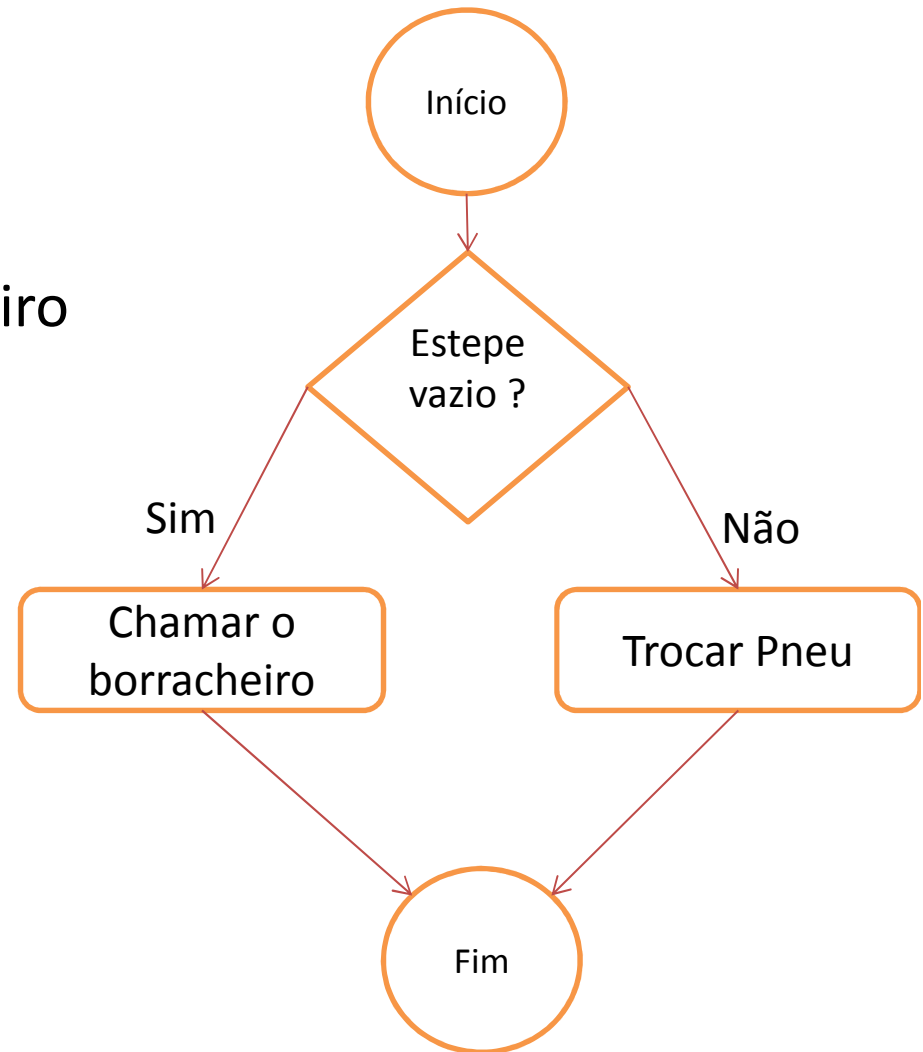 Início
iro
Estepe
vazio ?
Sim
Não
Chamar o
borracheiro
Trocar Pneu
Fim